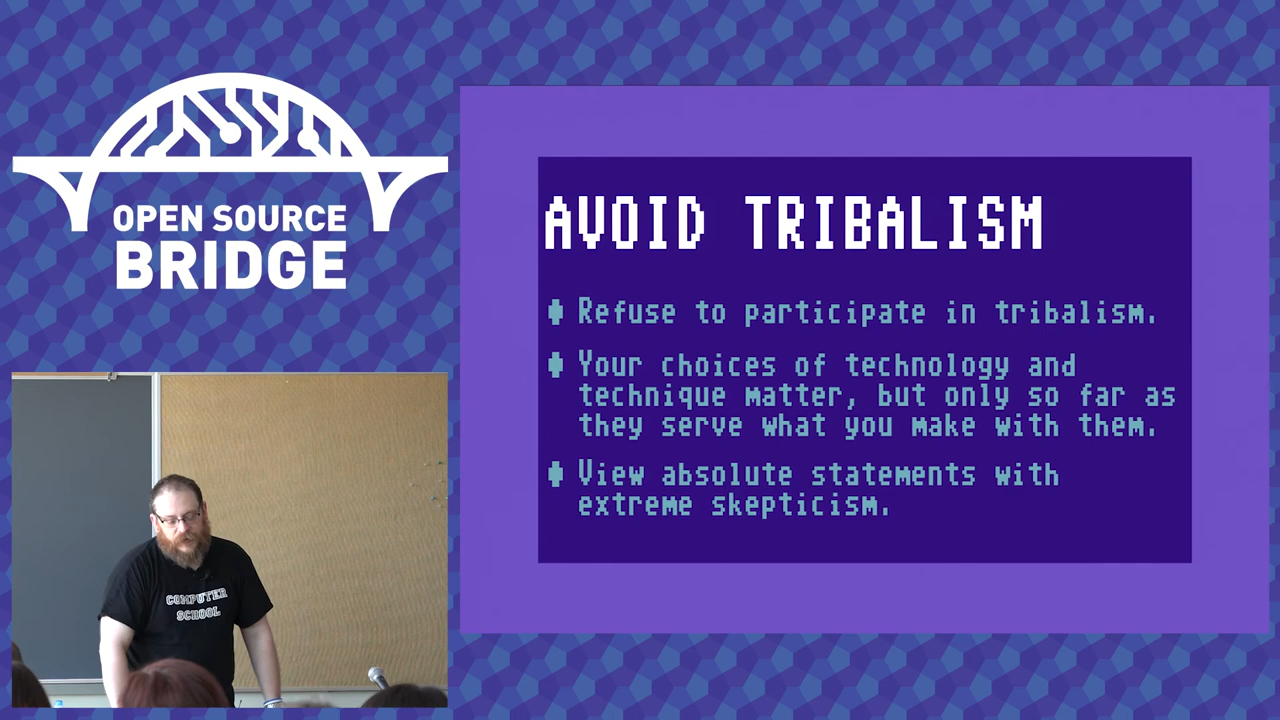 OPEN SOURCE
BRIDGE
AVOID TRIBALISM
Refuse to participate in tribalism.
Your choices of technology and
technique matter, but only so far as
they serve what you make with them.
View absolute statements with
extreme skepticism.
COMPUTER
SCHOOL